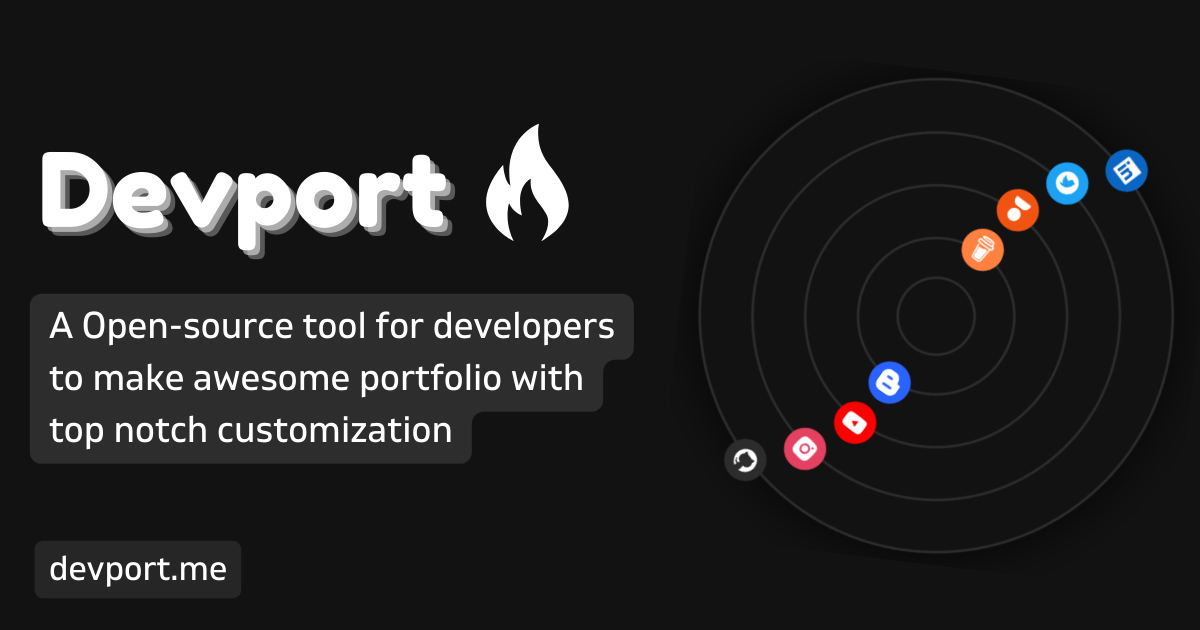 Devport
A Open-source tool for developers
to make awesome portfolio with
top notch customization
devport.me